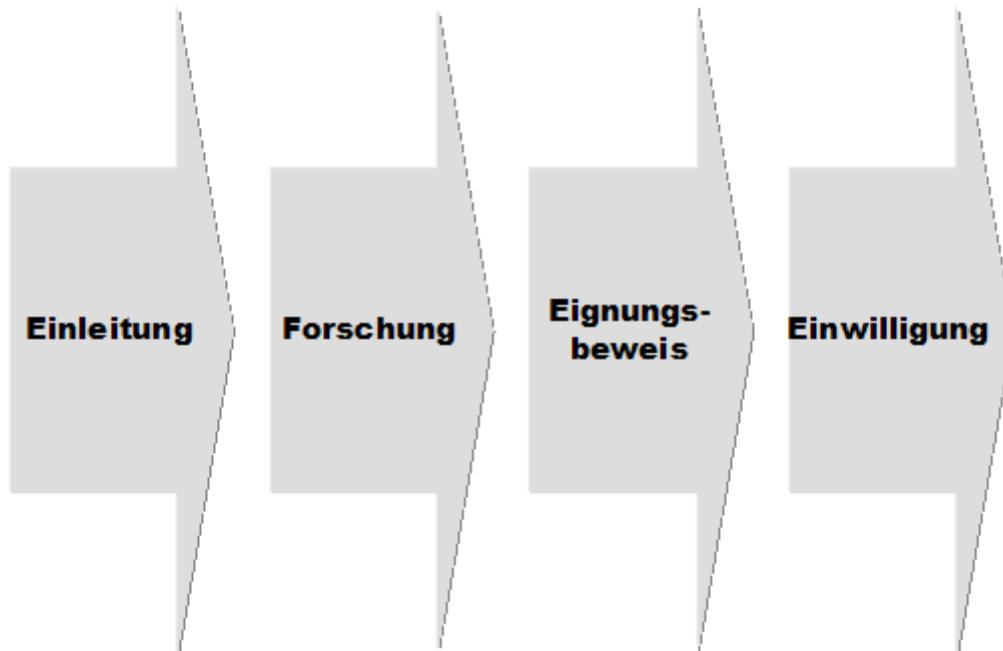 Einleitung
Forschung
Eignungs-
beweis
Einwilligung